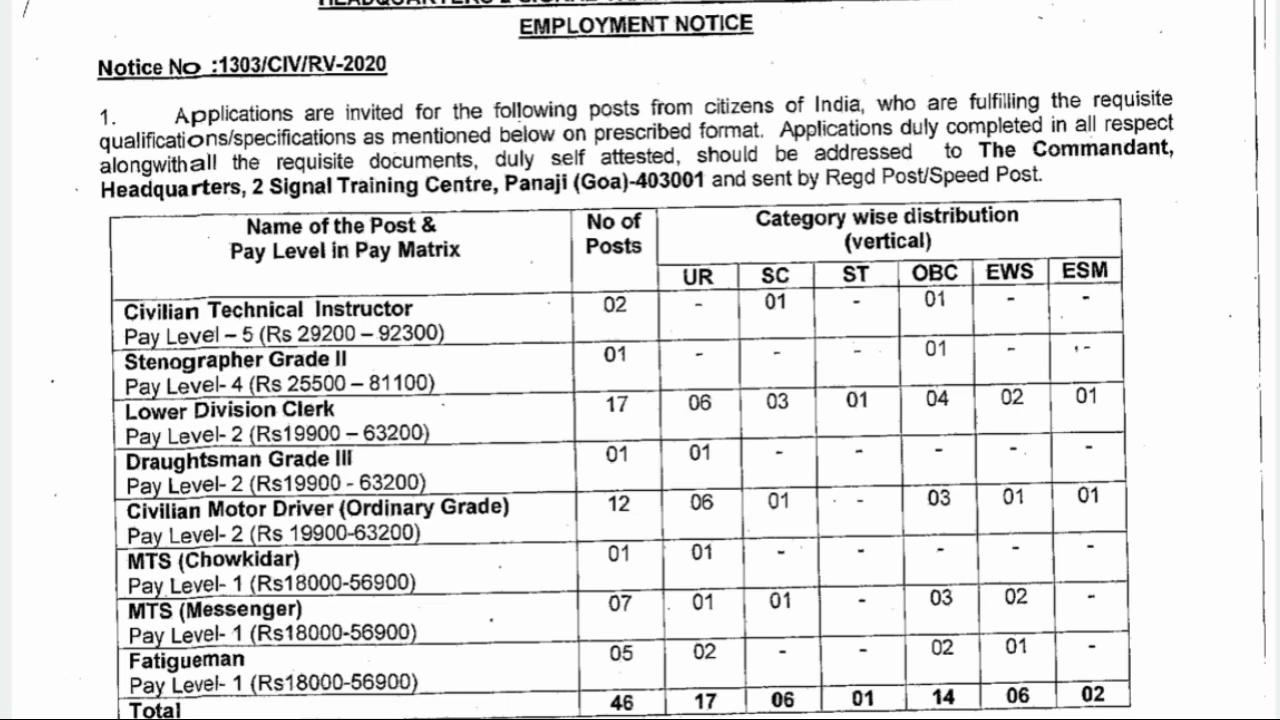 EMPLOYMENT NOTICE
Notice No :1303/CIV/RV-2020
1. Applications are invited for the following posts from citizens of India, who are fulfilling the requisite
qualifications/specifications as mentioned below on prescribed format. Applications duly completed in all respect
alongwithall the requisite documents, duly self attested, should be addressed to The Commandant,
Headquarters, 2 Signal Training Centre, Panaji (Goa)-403001 and sent by Regd Post/Speed Post.
Name of the Post & No of Category wise distribution
Pay Level in Pay Matrix Posts (vertical)
UR SC ST OBC EWS ESM
Civilian Technical Instructor 02 - 01 - 01 - -
Pay Level – 5 (Rs 29200 – 92300)
Stenographer Grade II 01 - - - 01 - -
Pay Level- 4 (Rs 25500 – 81100)
Lower Division Clerk 17 06 03 01 04 02 01
Pay Level- 2 (Rs19900 – 63200)
Draughtsman Grade III 01 01 - - - - -
Pay Level- 2 (Rs19900 - 63200)
Civilian Motor Driver (Ordinary Grade) 12 06 01 - 03 01 01
Pay Level- 2 (Rs 19900-63200)
MTS (Chowkidar) 01 01 - - - - -
Pay Level- 1 (Rs18000-56900)
MTS (Messenger) 07 01 01 - 03 02 -
Pay Level- 1 (Rs18000-56900)
Fatigueman 05 02 - - 02 01 -
Pay Level- 1 (Rs18000-56900)
Total 46 17 06 01 14 06 02